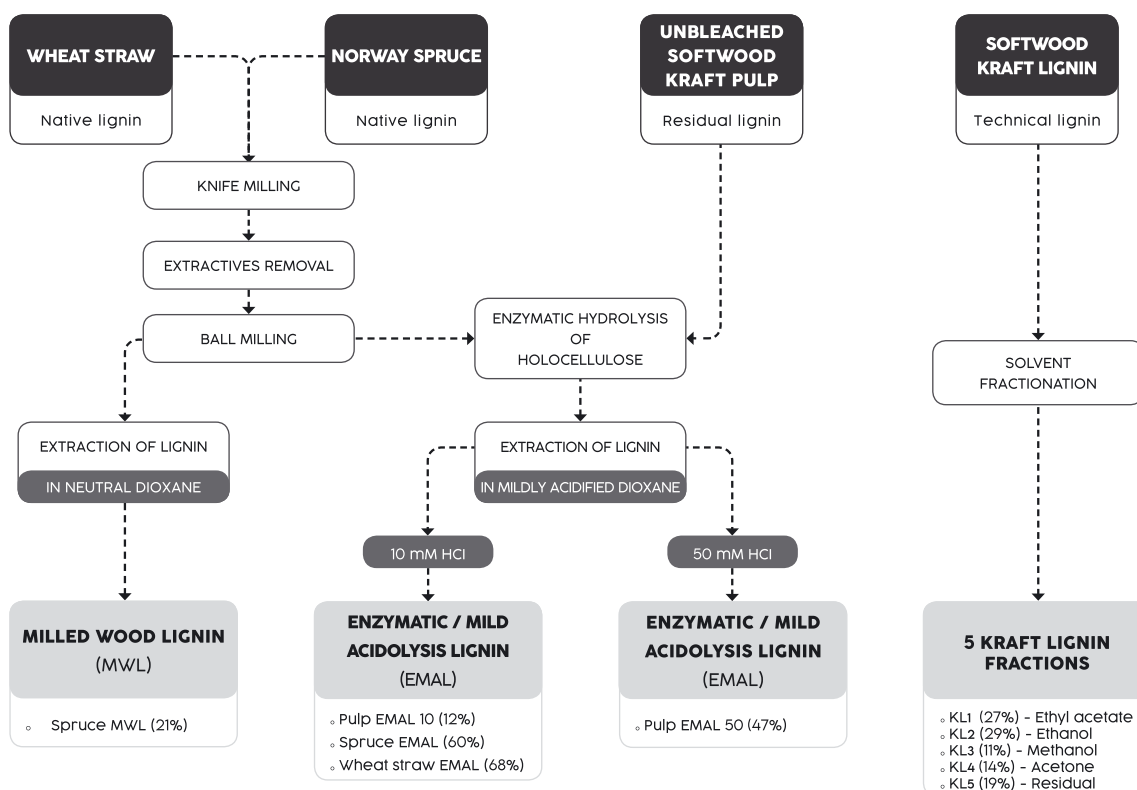 WHEAT STRAW
Native lignin
NORWAY SPRUCE
Native lignin
UNBLEACHED
SOFTWOOD
KRAFT PULP
Residual lignin
SOFTWOOD
KRAFT LIGNIN
Technical lignin
KNIFE MILLING
EXTRACTIVES REMOVAL
BALL MILLING
ENZYMATIC HYDROLYSIS
OF
HOLOCELLULOSE
SOLVENT
FRACTIONATION
EXTRACTION OF LIGNIN
IN NEUTRAL DIOXANE
EXTRACTION OF LIGNIN
IN MILDLY ACIDIFIED DIOXANE
10 mM HCl
50 mM HCl
MILLED WOOD LIGNIN
(MWL)
◦ Spruce MWL (21%)
ENZYMATIC / MILD
ACIDOLYSIS LIGNIN
(EMAL)
◦ Pulp EMAL 10 (12%)
◦ Spruce EMAL (60%)
◦ Wheat straw EMAL (68%)
ENZYMATIC / MILD
ACIDOLYSIS LIGNIN
(EMAL)
◦ Pulp EMAL 50 (47%)
5 KRAFT LIGNIN
FRACTIONS
◦ KL1 (27%) - Ethyl acetate
◦ KL2 (29%) - Ethanol
◦ KL3 (11%) - Methanol
◦ KL4 (14%) - Acetone
◦ KL5 (19%) - Residual